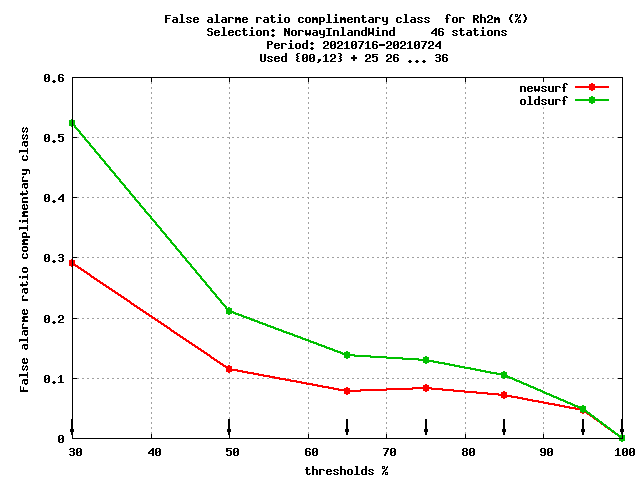 False alarme ratio complimentary class  for Rh2m (%)
Selection: NorwayInlandWind     46 stations
Period: 20210716-20210724
Used {00,12} + 25 26 ... 36
newsurf
oldsurf
False alarme ratio complimentary class
0.6
0.5
0.4
0.3
0.2
0.1
0
30 40 50 60 70 80 90 100
thresholds %